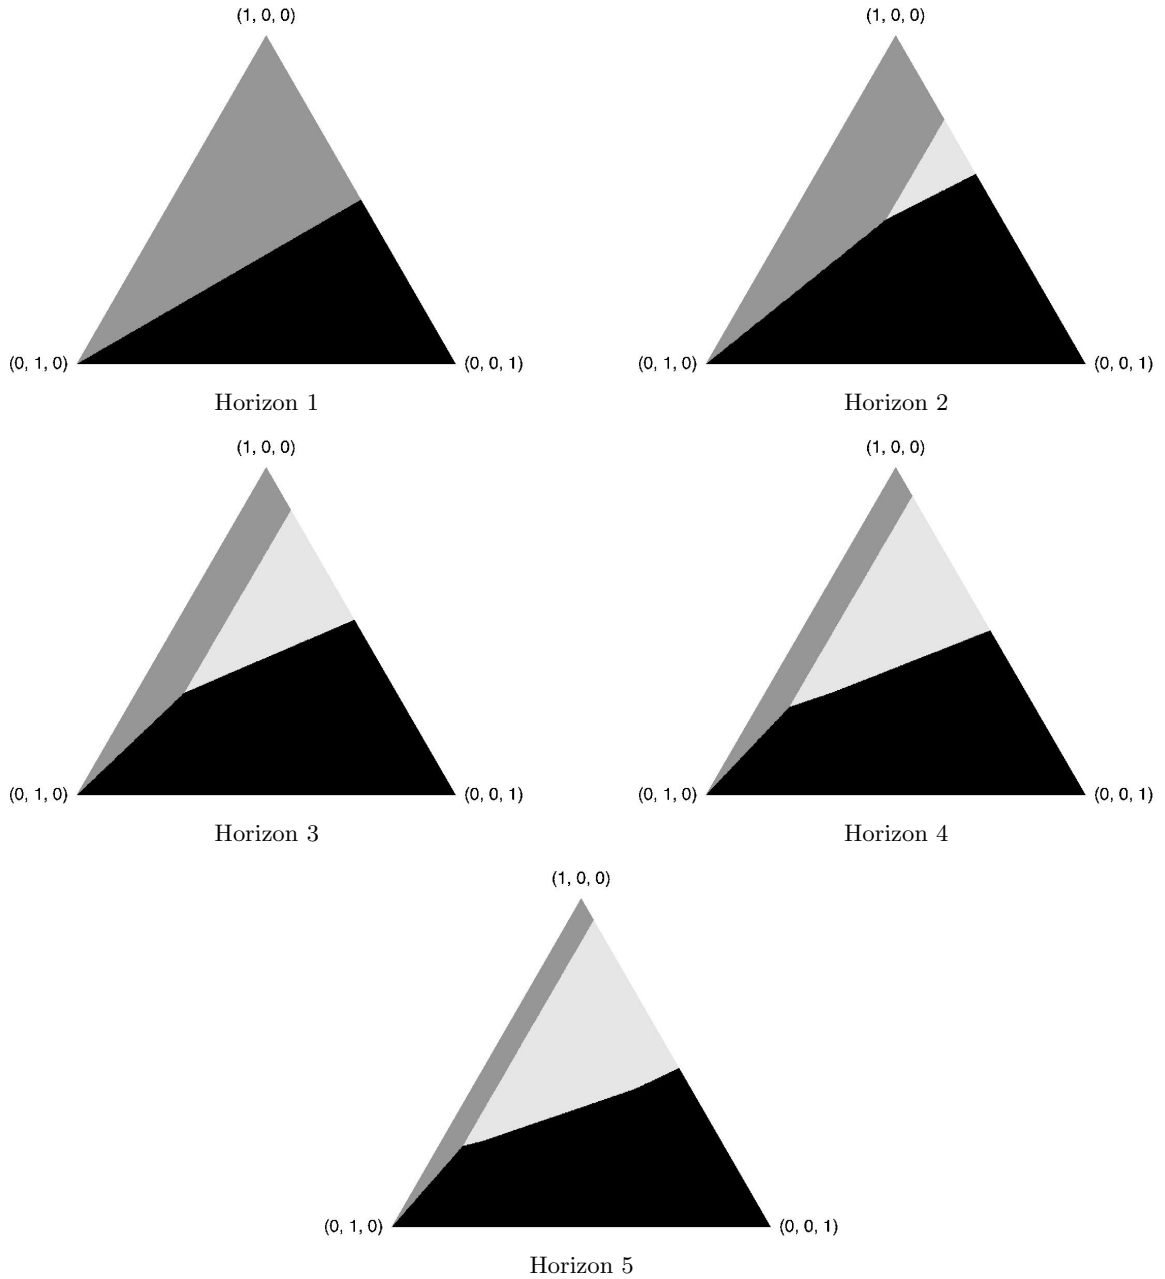 (1, 0, 0)
(1, 0, 0)
(0, 1, 0)
(0, 0, 1)
(0, 1, 0)
(0, 0, 1)
Horizon 1
Horizon 2
(1, 0, 0)
(1, 0, 0)
(0, 1, 0)
(0, 0, 1)
(0, 1, 0)
(0, 0, 1)
Horizon 3
Horizon 4
(1, 0, 0)
(0, 1, 0)
(0, 0, 1)
Horizon 5